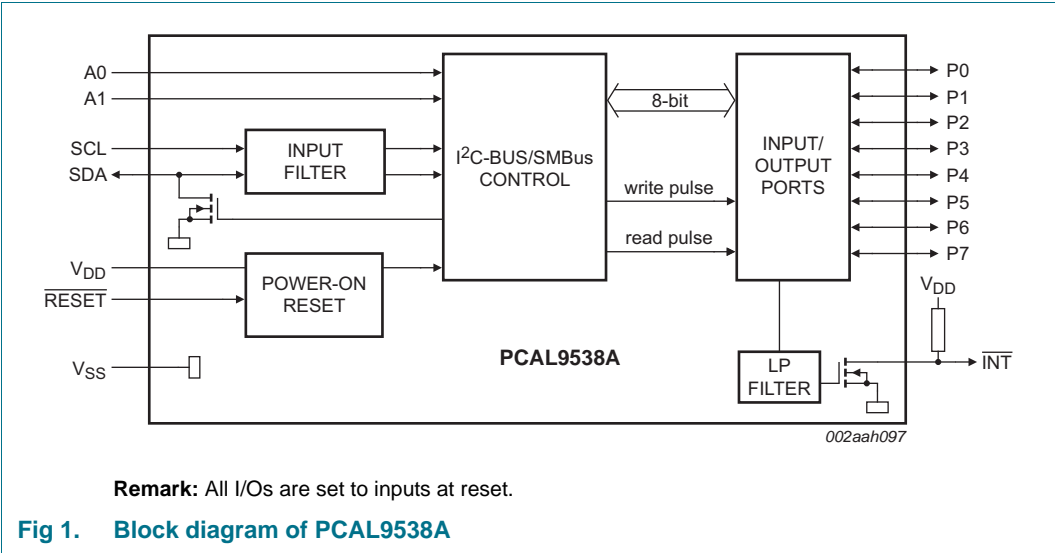 A0
A1
SCL
SDA
VDD
RESET
VSS
INPUT
FILTER
POWER-ON
RESET
I2C-BUS/SMBus
CONTROL
8-bit
write pulse
read pulse
INPUT/
OUTPUT
PORTS
P0
P1
P2
P3
P4
P5
P6
P7
VDD
INT
LP
FILTER
PCAL9538A
002aah097
Remark: All I/Os are set to inputs at reset.
Fig 1. Block diagram of PCAL9538A